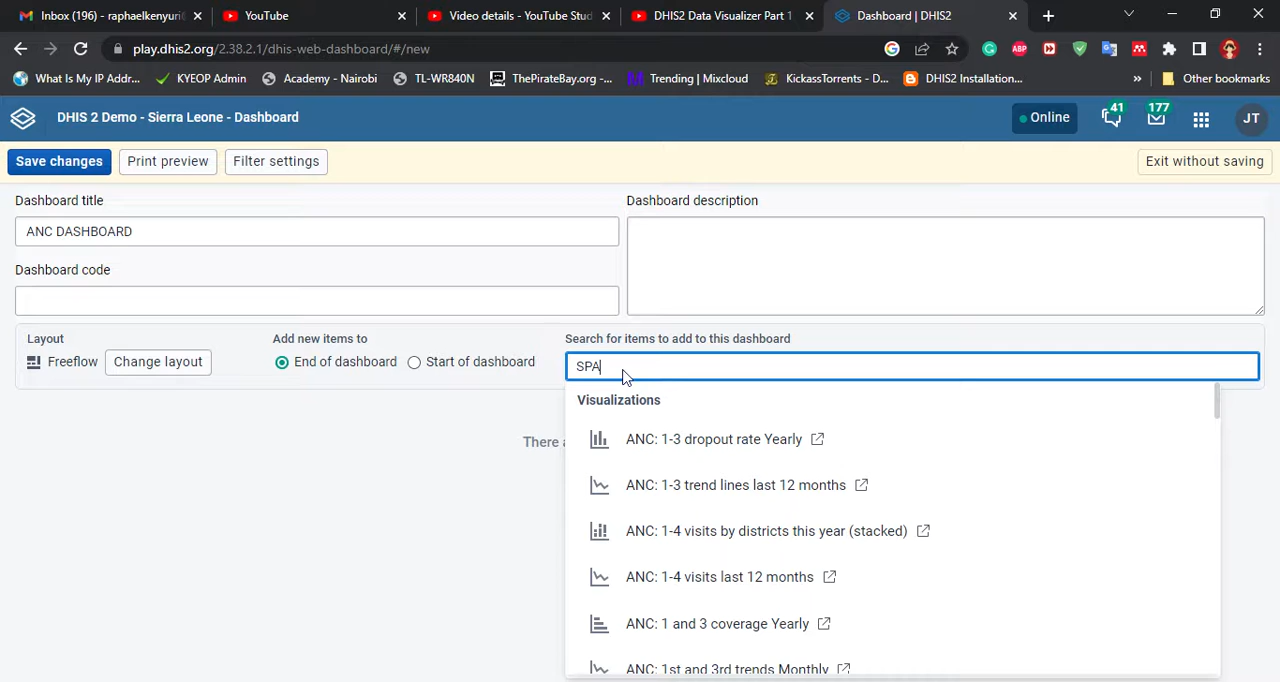 Inbox (196) - raphaelkenyuri@
YouTube
Video details - YouTube Stud
DHIS2 Data Visualizer Part 1
Dashboard | DHIS2
play.dhis2.org/2.38.2.1/dhis-web-dashboard/#/new
What Is My IP Addr...
KYEOP Admin
Academy - Nairobi
TL-WR840N
ThePirateBay.org -...
Trending | Mixcloud
KickassTorrents - D...
DHIS2 Installation...
»
Other bookmarks
DHIS 2 Demo - Sierra Leone - Dashboard
Online
41
177
JT
Save changes
Print preview
Filter settings
Exit without saving
Dashboard title
Dashboard description
ANC DASHBOARD
Dashboard code
Layout
Add new items to
Search for items to add to this dashboard
Freeflow
Change layout
End of dashboard
Start of dashboard
SPA
Visualizations
There
ANC: 1-3 dropout rate Yearly
ANC: 1-3 trend lines last 12 months
ANC: 1-4 visits by districts this year (stacked)
ANC: 1-4 visits last 12 months
ANC: 1 and 3 coverage Yearly
ANC: 1st and 3rd trends Monthly